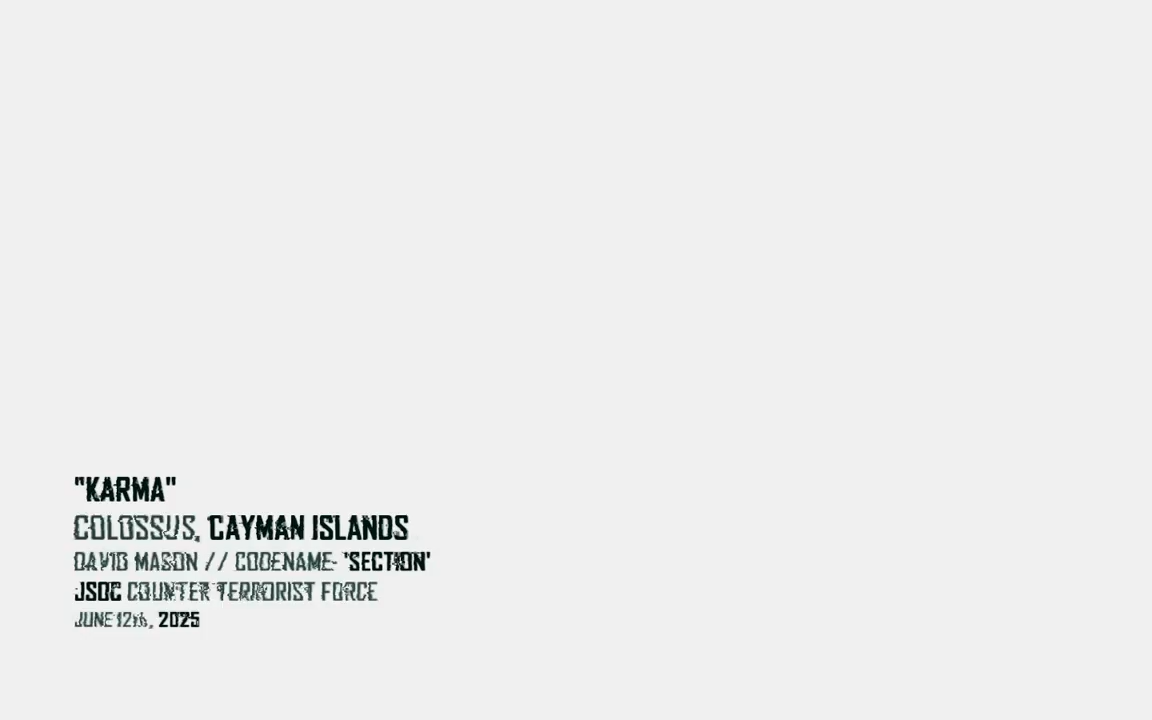 "KARMA"
COLOSSUS, CAYMAN ISLANDS
DAVID MASON // CODENAME- 'SECTION'
JSOC COUNTER TERRORIST FORCE
JUNE 12th, 2025